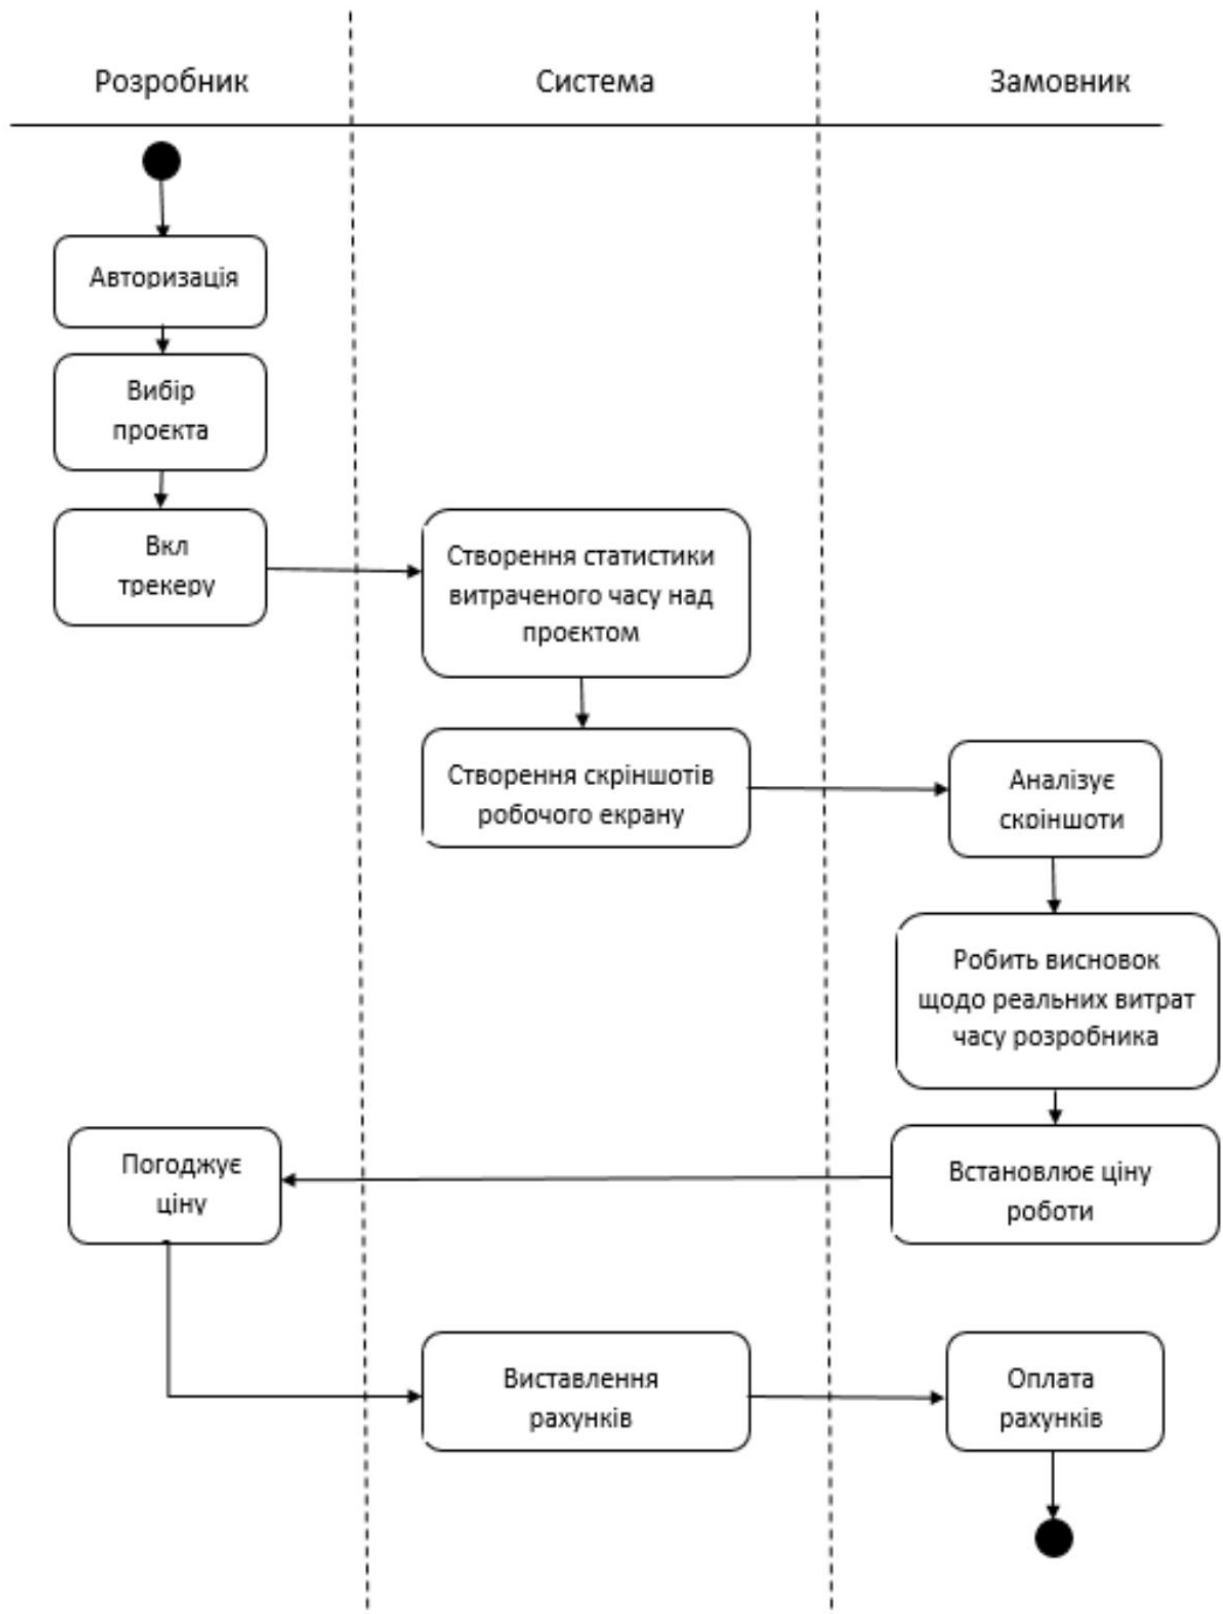 Розробник
Система
Замовник
Авторизація
Вибір
проєкта
Вкл
трекеру
Створення статистики
витраченого часу над
проєктом
Створення скріншотів
робочого екрану
Аналізує
скріншоти
Робить висновок
щодо реальних витрат
часу розробника
Встановлює ціну
роботи
Погоджує
ціну
Виставлення
рахунків
Оплата
рахунків